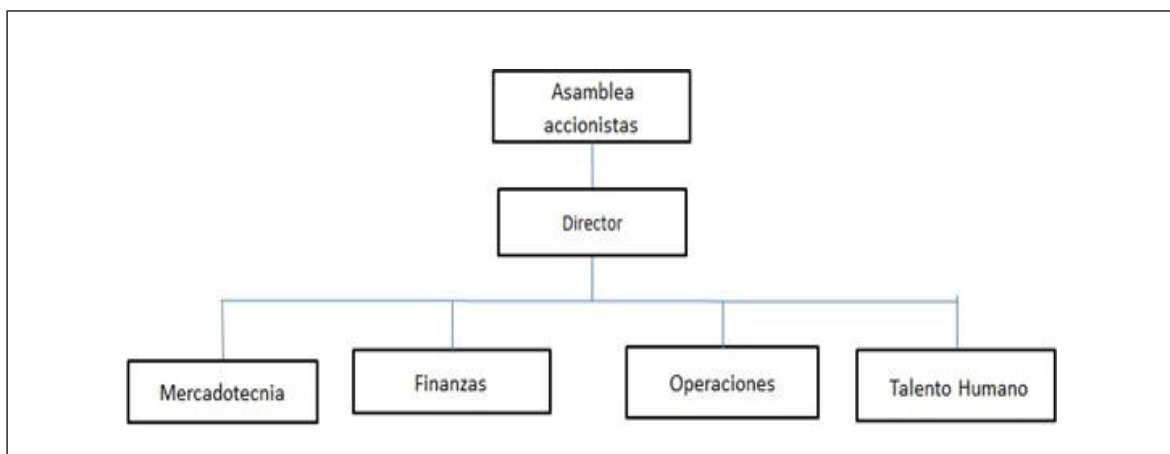 Asamblea
accionistas
Director
Mercadotecnia
Finanzas
Operaciones
Talento Humano